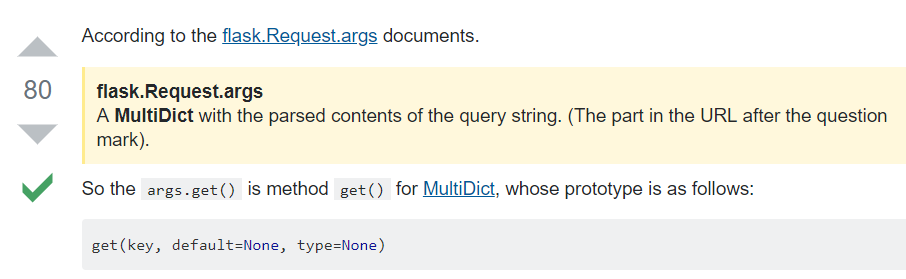 According to the flask.Request.args documents.
80
flask.Request.args
A MultiDict with the parsed contents of the query string. (The part in the URL after the question
mark).
So the args.get() is method get() for MultiDict, whose prototype is as follows:
get(key, default=None, type=None)